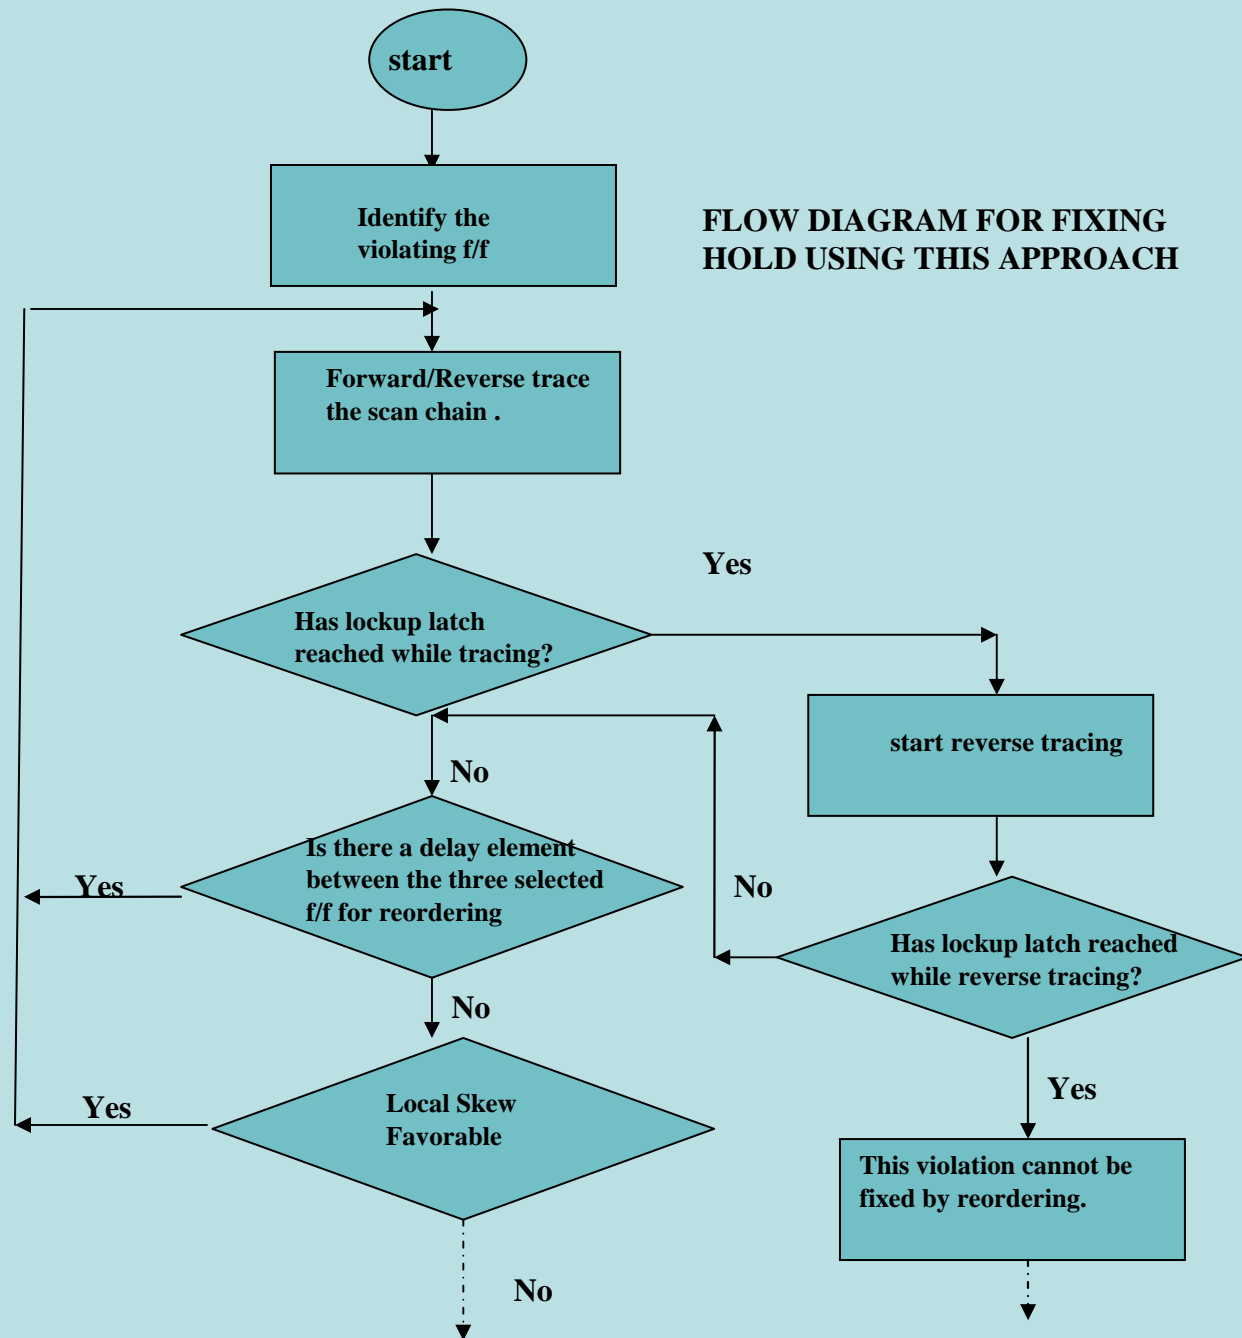 start
Identify the
violating f/f
FLOW DIAGRAM FOR FIXING
HOLD USING THIS APPROACH
Forward/Reverse trace
the scan chain .
Yes
Has lockup latch
reached while tracing?
start reverse tracing
No
Is there a delay element
between the three selected
f/f for reordering
Yes
No
Has lockup latch reached
while reverse tracing?
No
Local Skew
Favorable
Yes
Yes
This violation cannot be
fixed by reordering.
No